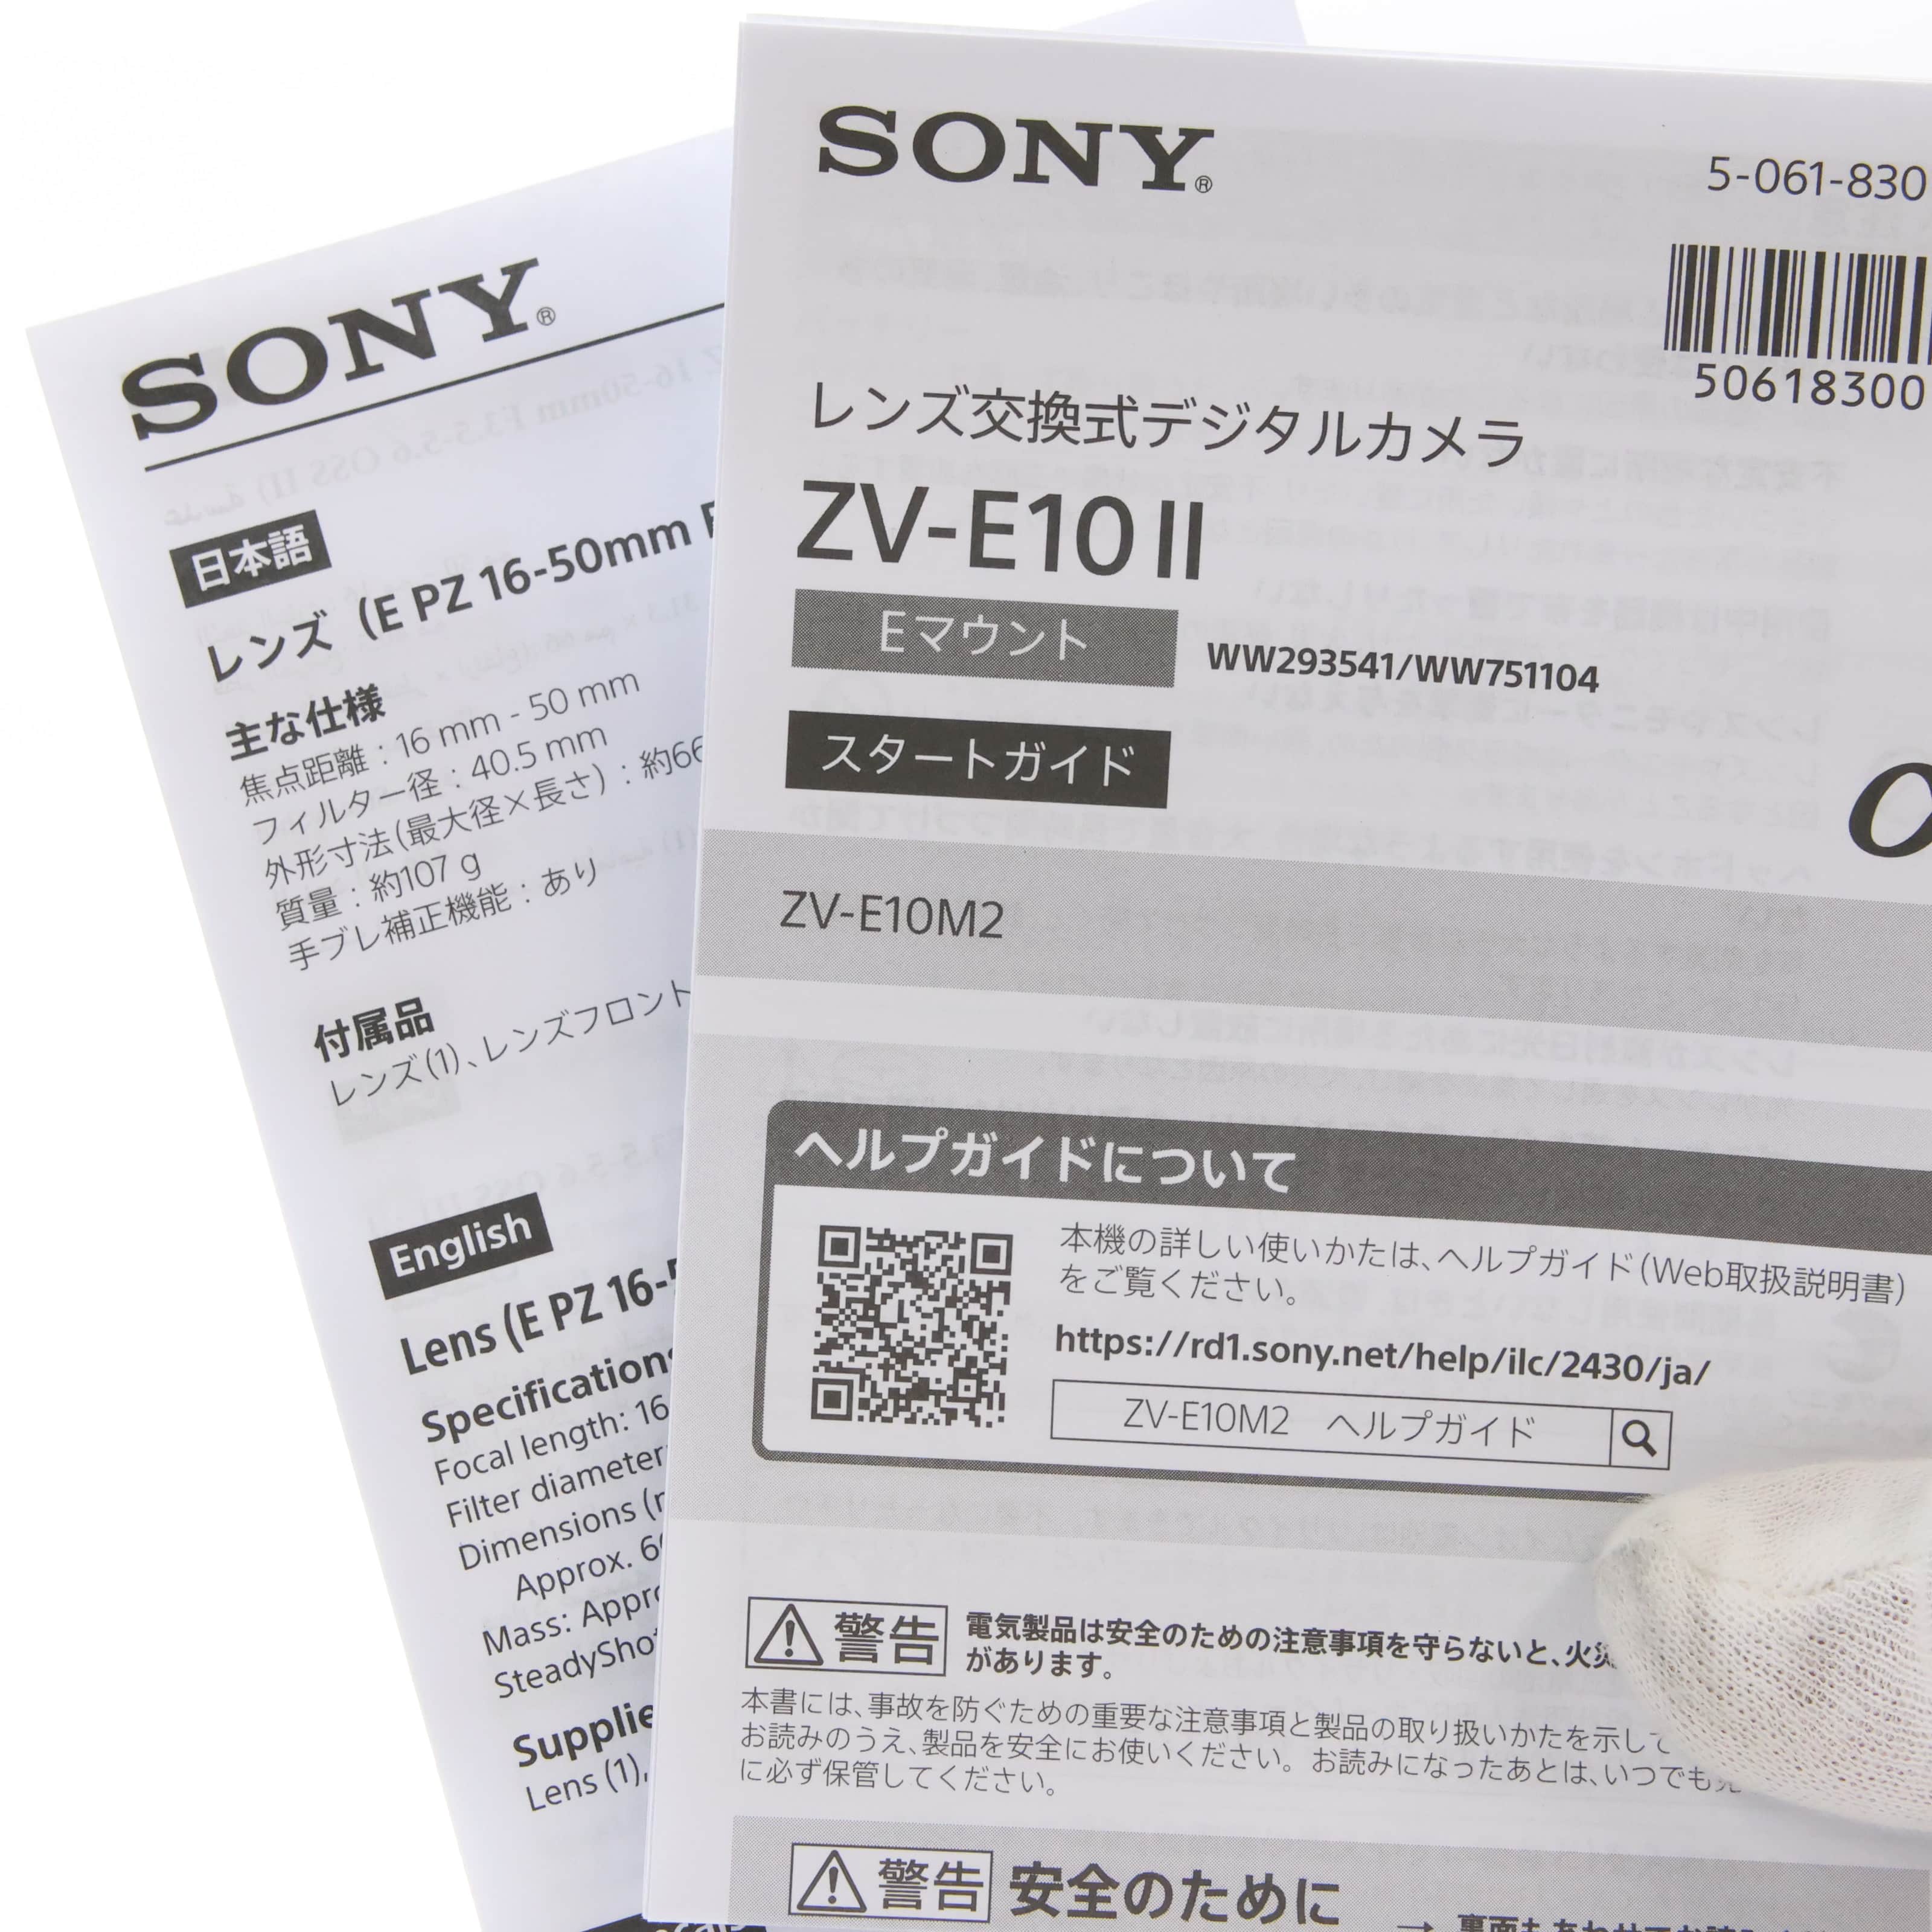 SONY®
日本語
レンズ（E PZ 16-50mm
主な仕様
焦点距離：16 mm - 50 mm
フィルター径：40.5 mm
外形寸法（最大径×長さ）：約66
質量：約107 g
手ブレ補正機能：あり
付属品
レンズ（1）、レンズフロント
English
Lens (E PZ 16-
Specifications
Focal length: 16
Filter diameter
Dimensions (
Approx. 6
Mass: Appro
SteadyShot
Supplie
Lens (1),
SONY®
5-061-830
50618300
レンズ交換式デジタルカメラ
ZV-E10 II
Eマウント
WW293541/WW751104
スタートガイド
ZV-E10M2
ヘルプガイドについて
本機の詳しい使いかたは、ヘルプガイド（Web取扱説明書）
をご覧ください。
https://rd1.sony.net/help/ilc/2430/ja/
ZV-E10M2 ヘルプガイド
警告
電気製品は安全のための注意事項を守らないと、火災
があります。
本書には、事故を防ぐための重要な注意事項と製品の取り扱いかたを示して
お読みのうえ、製品を安全にお使いください。お読みになったあとは、いつでも見
に必ず保管してください。
警告 安全のために